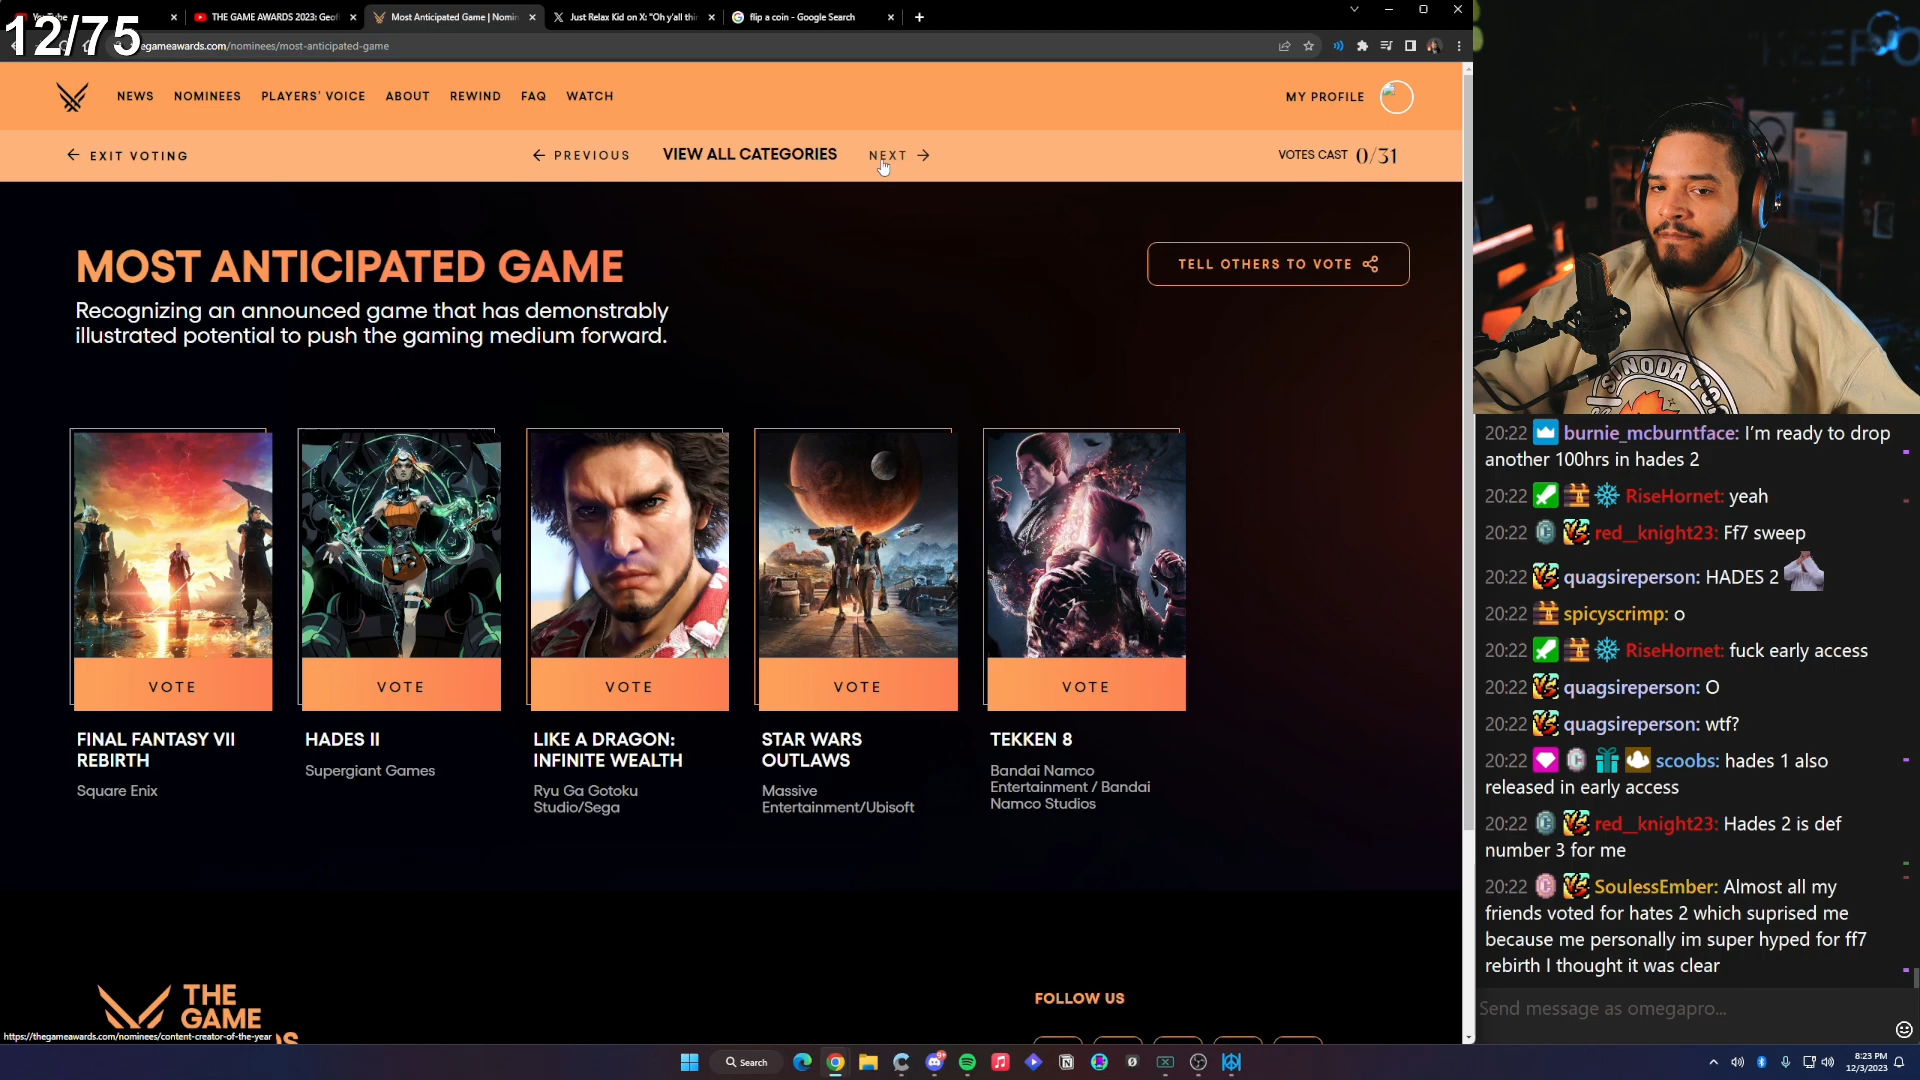 12/75
THE GAME AWARDS 2023: Geoff
Most Anticipated Game | Nomin
Just Relax Kid on X: "Oh y'all thi
flip a coin - Google Search
egameawards.com/nominees/most-anticipated-game
NEWS
NOMINEES
PLAYERS' VOICE
ABOUT
REWIND
FAQ
WATCH
MY PROFILE
EXIT VOTING
PREVIOUS
VIEW ALL CATEGORIES
NEXT
VOTES CAST 0/31
MOST ANTICIPATED GAME
Recognizing an announced game that has demonstrably
illustrated potential to push the gaming medium forward.
TELL OTHERS TO VOTE
VOTE
VOTE
VOTE
VOTE
VOTE
FINAL FANTASY VII
REBIRTH
Square Enix
HADES II
Supergiant Games
LIKE A DRAGON:
INFINITE WEALTH
Ryu Ga Gotoku
Studio/Sega
STAR WARS
OUTLAWS
Massive
Entertainment/Ubisoft
TEKKEN 8
Bandai Namco
Entertainment / Bandai
Namco Studios
THE
GAME
FOLLOW US
https://thegameawards.com/nominees/content-creator-of-the-year
SINODA PO
20:22 burnie_mcburntface: I'm ready to drop
another 100hrs in hades 2
20:22 RiseHornet: yeah
20:22 red__knight23: Ff7 sweep
20:22 quagsireperson: HADES 2
20:22 spicyscrimp: o
20:22 RiseHornet: fuck early access
20:22 quagsireperson: O
20:22 quagsireperson: wtf?
20:22 scoobs: hades 1 also
released in early access
20:22 red__knight23: Hades 2 is def
number 3 for me
20:22 SoulessEmber: Almost all my
friends voted for hates 2 which suprised me
because me personally im super hyped for ff7
rebirth I thought it was clear
Send message as omegapro...
Search
8:23 PM
12/3/2023